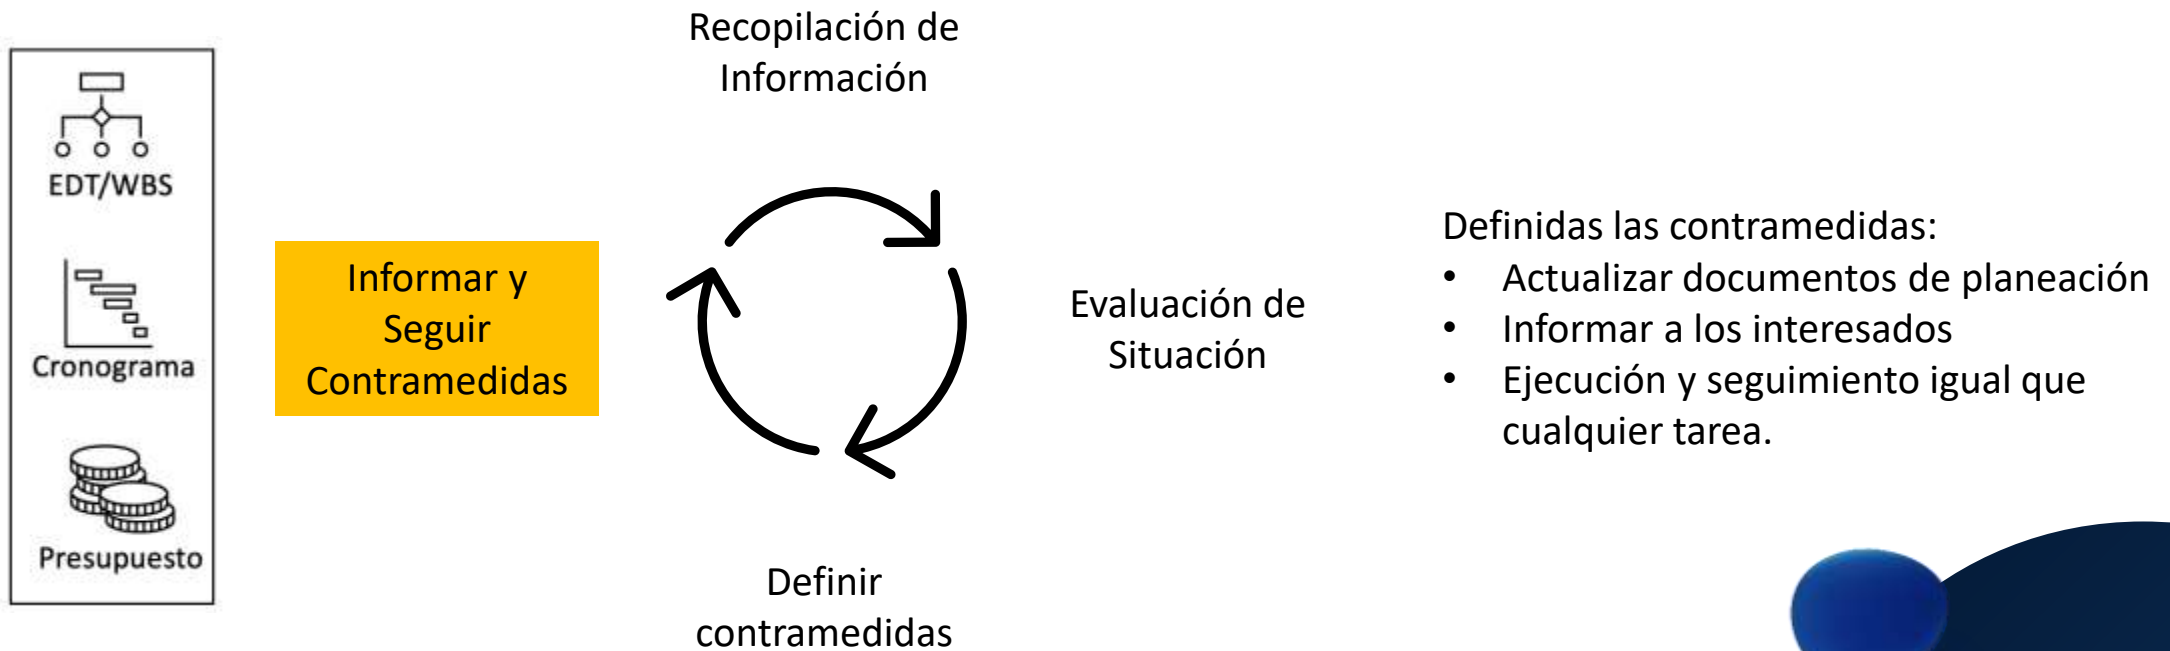 EDT/WBS
Cronograma
Presupuesto
Informar y
Seguir
Contramedidas
Recopilación de
Información
Evaluación de
Situación
Definir
contramedidas
Definidas las contramedidas:
• Actualizar documentos de planeación
• Informar a los interesados
• Ejecución y seguimiento igual que
cualquier tarea.